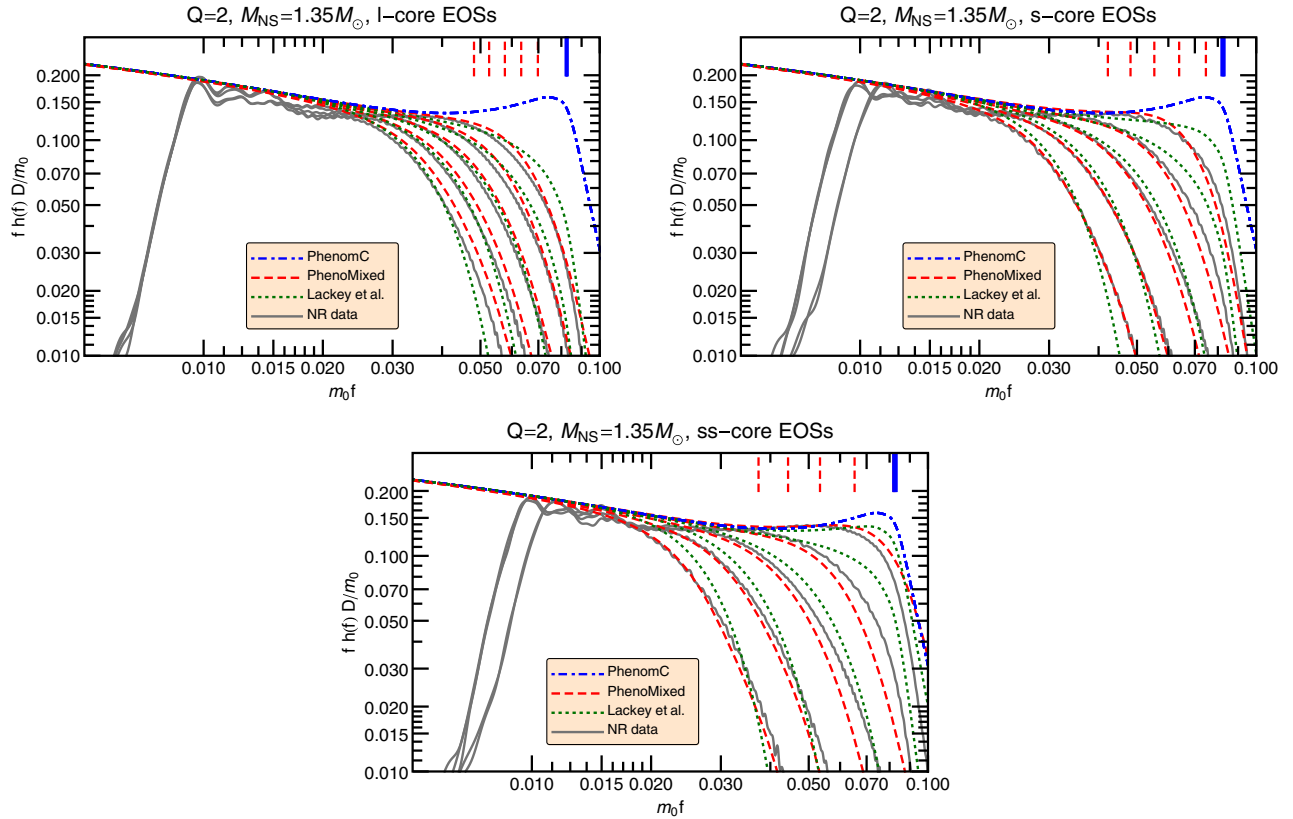 Q=2, M_NS=1.35M_⊙, l-core EOSs
f h(f) D/m_0
0.200
0.150
0.100
0.070
0.050
0.030
0.020
0.015
0.010
PhenomC
PhenoMixed
Lackey et al.
NR data
0.010 0.015 0.020 0.030 0.050 0.070 0.100
m_0f
Q=2, M_NS=1.35M_⊙, s-core EOSs
f h(f) D/m_0
0.200
0.150
0.100
0.070
0.050
0.030
0.020
0.015
0.010
PhenomC
PhenoMixed
Lackey et al.
NR data
0.010 0.015 0.020 0.030 0.050 0.070 0.100
m_0f
Q=2, M_NS=1.35M_⊙, ss-core EOSs
f h(f) D/m_0
0.200
0.150
0.100
0.070
0.050
0.030
0.020
0.015
0.010
PhenomC
PhenoMixed
Lackey et al.
NR data
0.010 0.015 0.020 0.030 0.050 0.070 0.100
m_0f